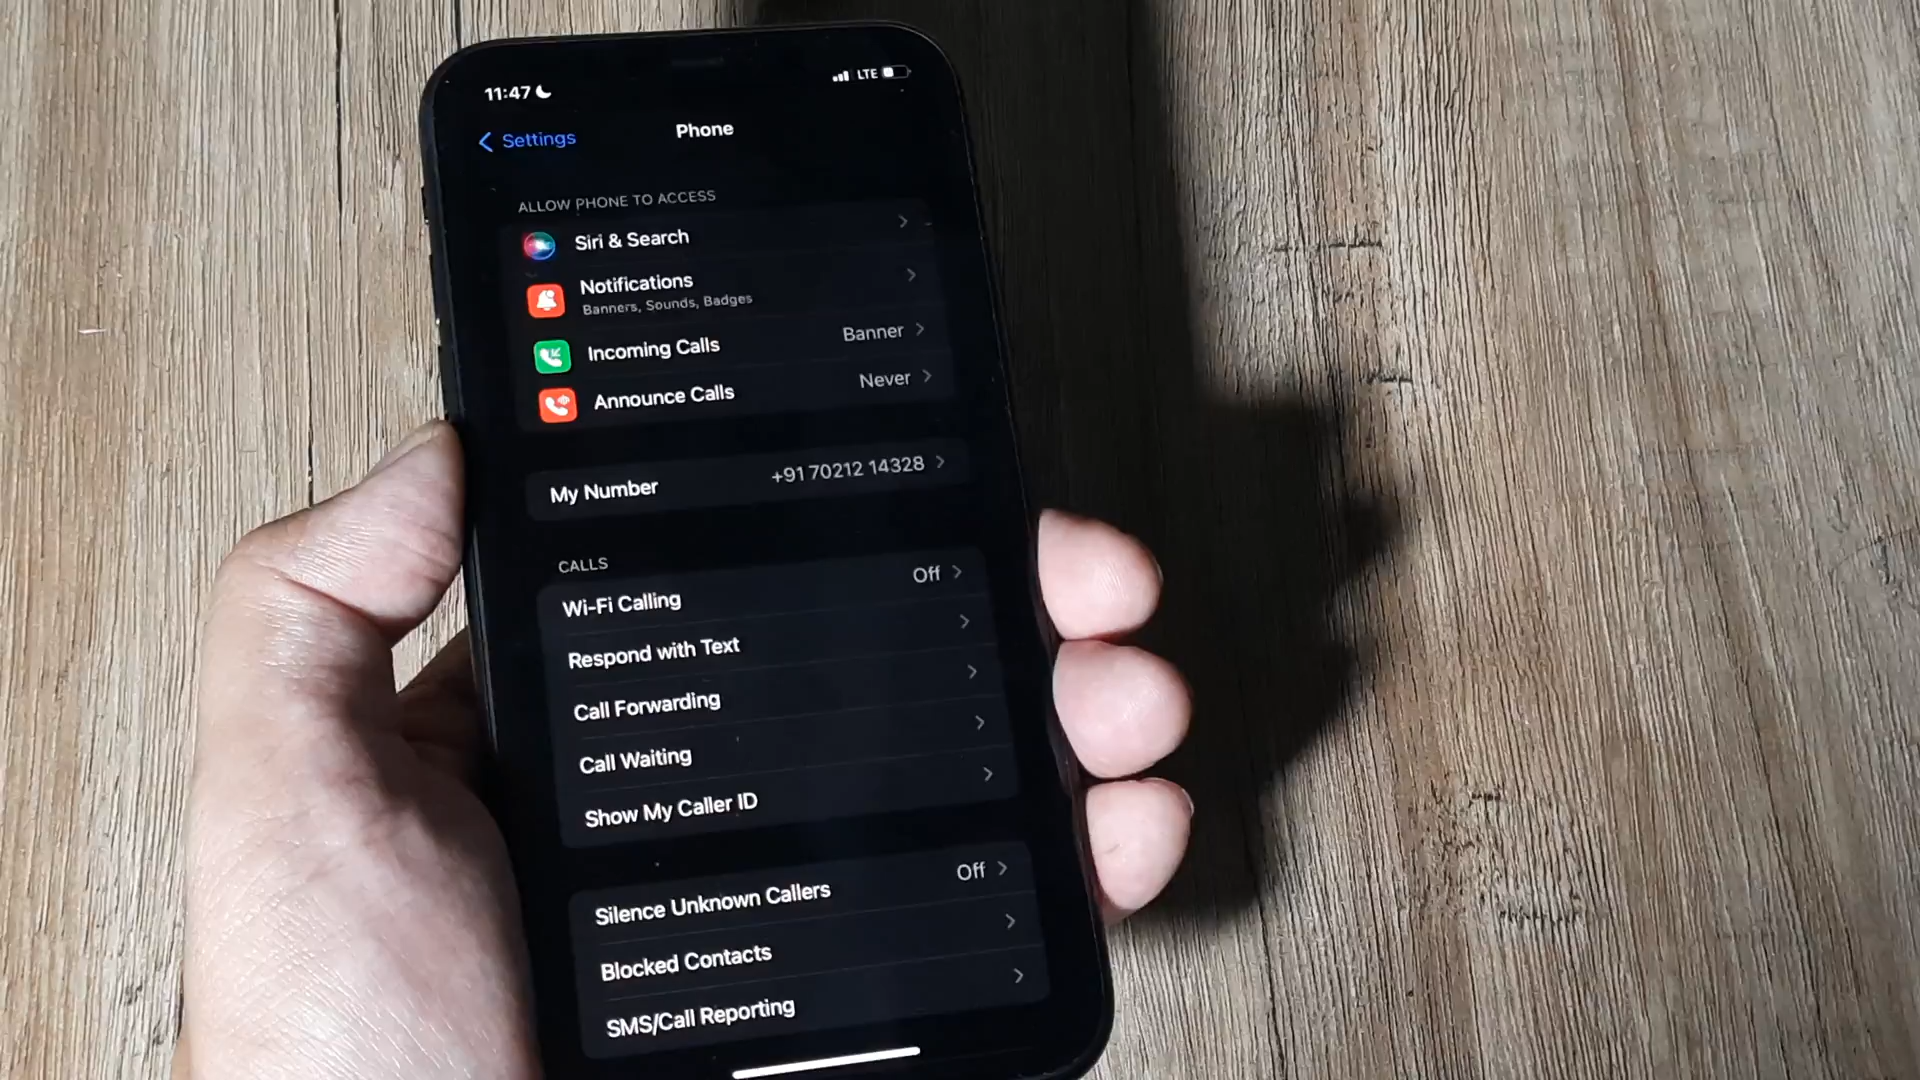 11:47
LTE
Settings
Phone
ALLOW PHONE TO ACCESS
Siri & Search
Notifications
Banners, Sounds, Badges
Incoming Calls Banner
Announce Calls Never
My Number +91 70212 14328
CALLS
Wi-Fi Calling Off
Respond with Text
Call Forwarding
Call Waiting
Show My Caller ID
Silence Unknown Callers Off
Blocked Contacts
SMS/Call Reporting